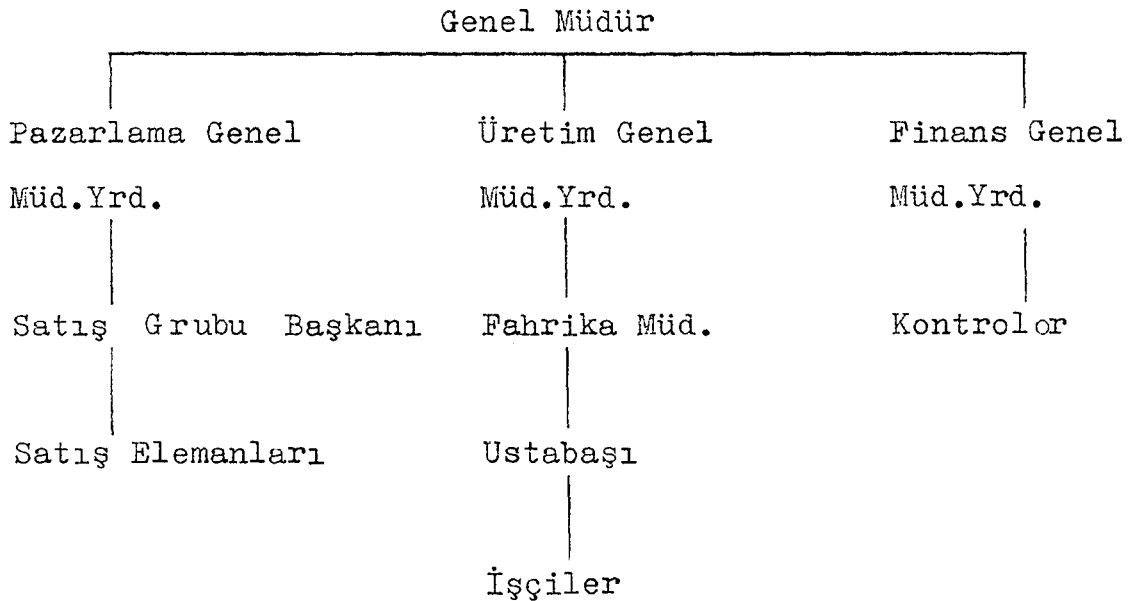 Genel Müdür
Pazarlama Genel Üretim Genel Finans Genel
Müd.Yrd. Müd.Yrd. Müd.Yrd.
Satış Grubu Başkanı Fahrika Müd. Kontrolor
Satış Elemanları Ustabaşı
İşçiler